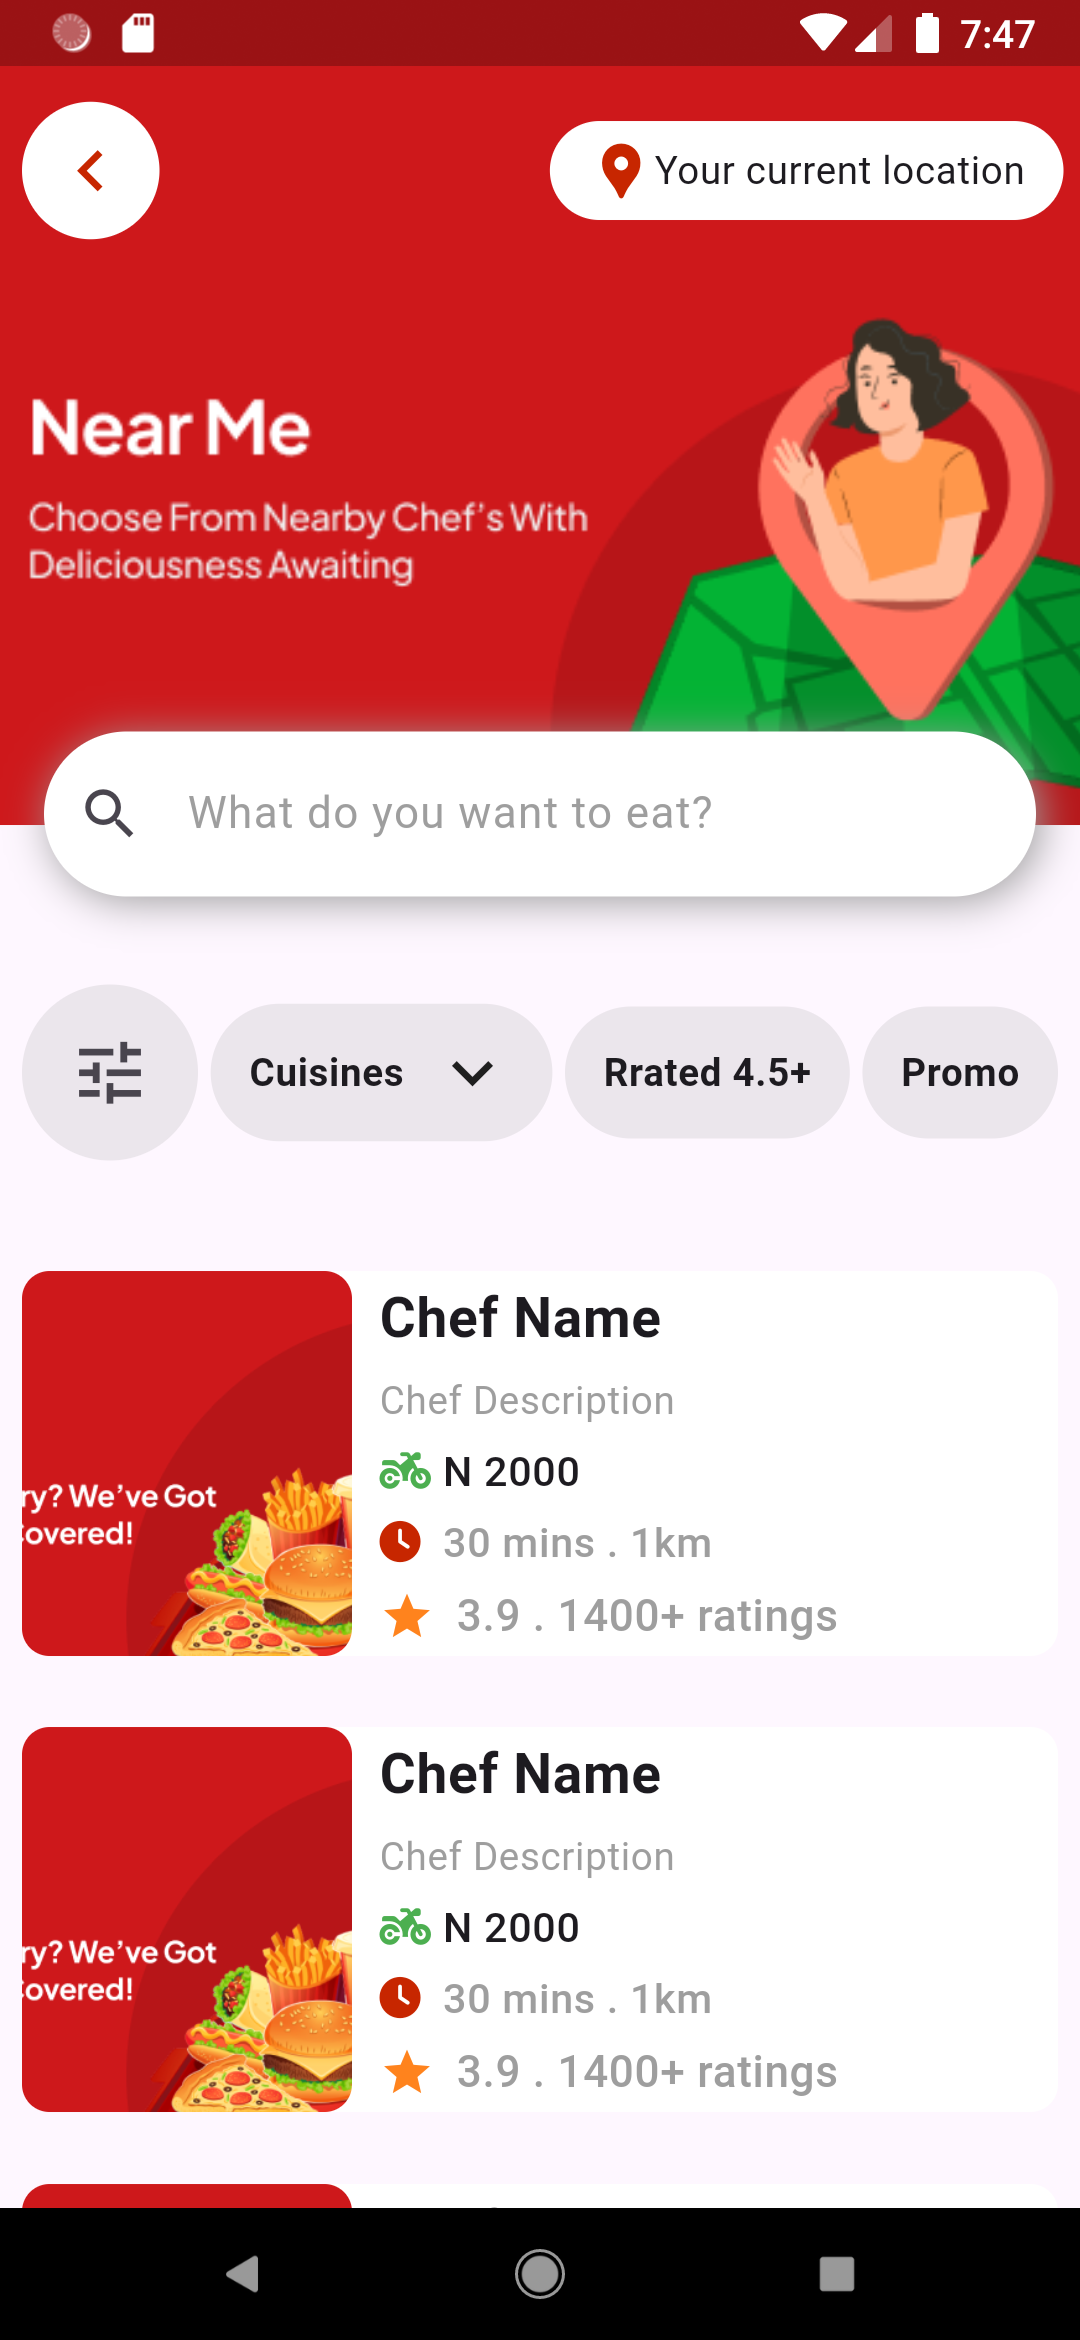 7:47
Your current location
Near Me
Choose From Nearby Chef's With
Deliciousness Awaiting
What do you want to eat?
Cuisines
Rrated 4.5+
Promo
Chef Name
Chef Description
N 2000
ry? We've Got
overed!
30 mins . 1km
3.9 . 1400+ ratings
Chef Name
Chef Description
N 2000
ry? We've Got
overed!
30 mins . 1km
3.9 . 1400+ ratings